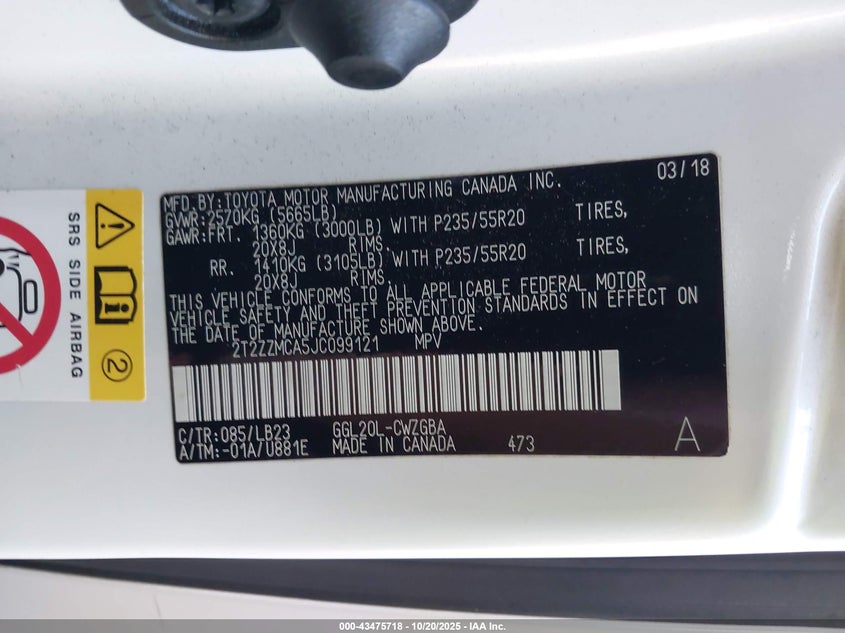 MFD.BY:TOYOTA MOTOR MANUFACTURING CANADA INC. 03/18
GVWR:2570KG (5665LB)
GAWR:FRT. 1360KG (3000LB) WITH P235/55R20 TIRES,
20X8J RIMS.
RR. 1410KG (3105LB) WITH P235/55R20 TIRES,
20X8J RIMS.
THIS VEHICLE CONFORMS TO ALL APPLICABLE FEDERAL MOTOR
VEHICLE SAFETY AND THEFT PREVENTION STANDARDS IN EFFECT ON
THE DATE OF MANUFACTURE SHOWN ABOVE.
2T2ZZMCA5JC099121 MPV
C/TR:085/LB23 GGL20L-CWZGBA
A/TM:-01A/U881E MADE IN CANADA 473 A
SRS SIDE AIRBAG
2
000-43475718 - 10/20/2025 - IAA Inc.